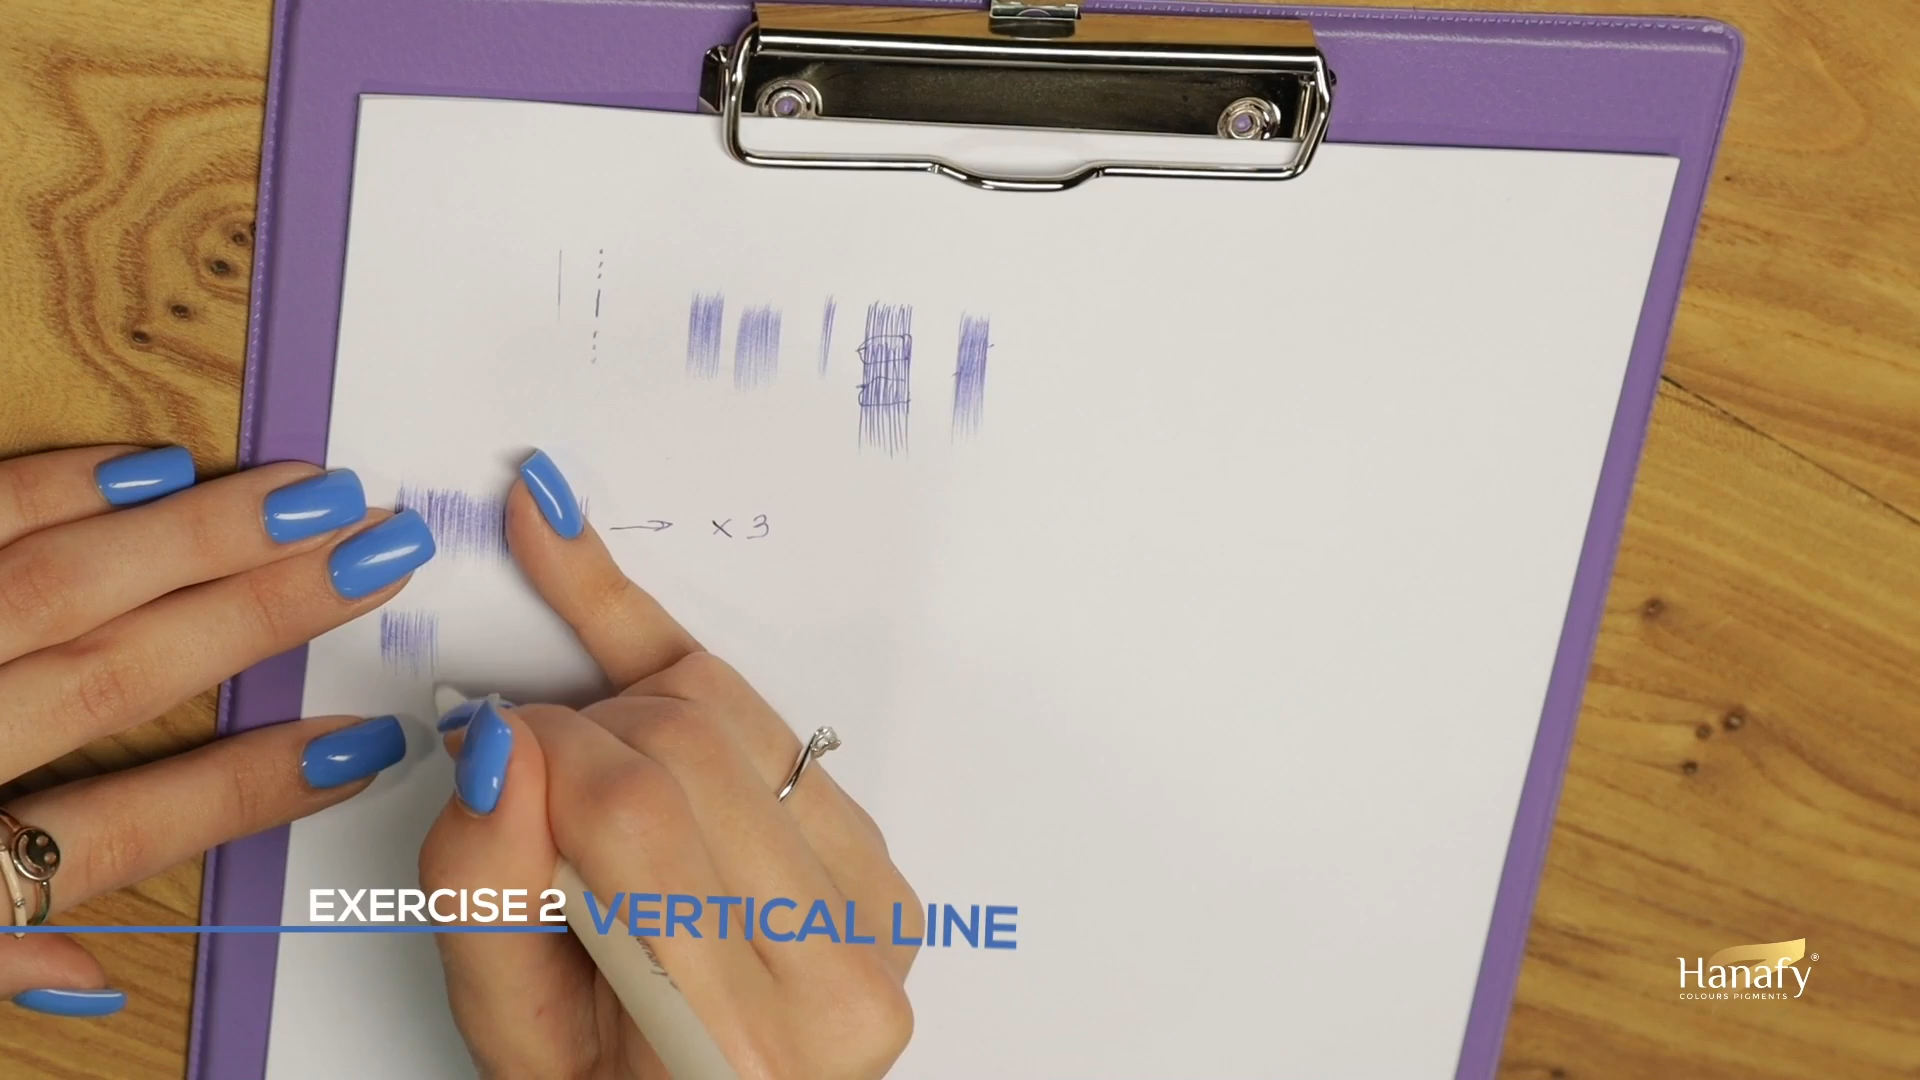 → × 3
EXERCISE 2 VERTICAL LINE
Hanafy®
COLOURS PIGMENTS